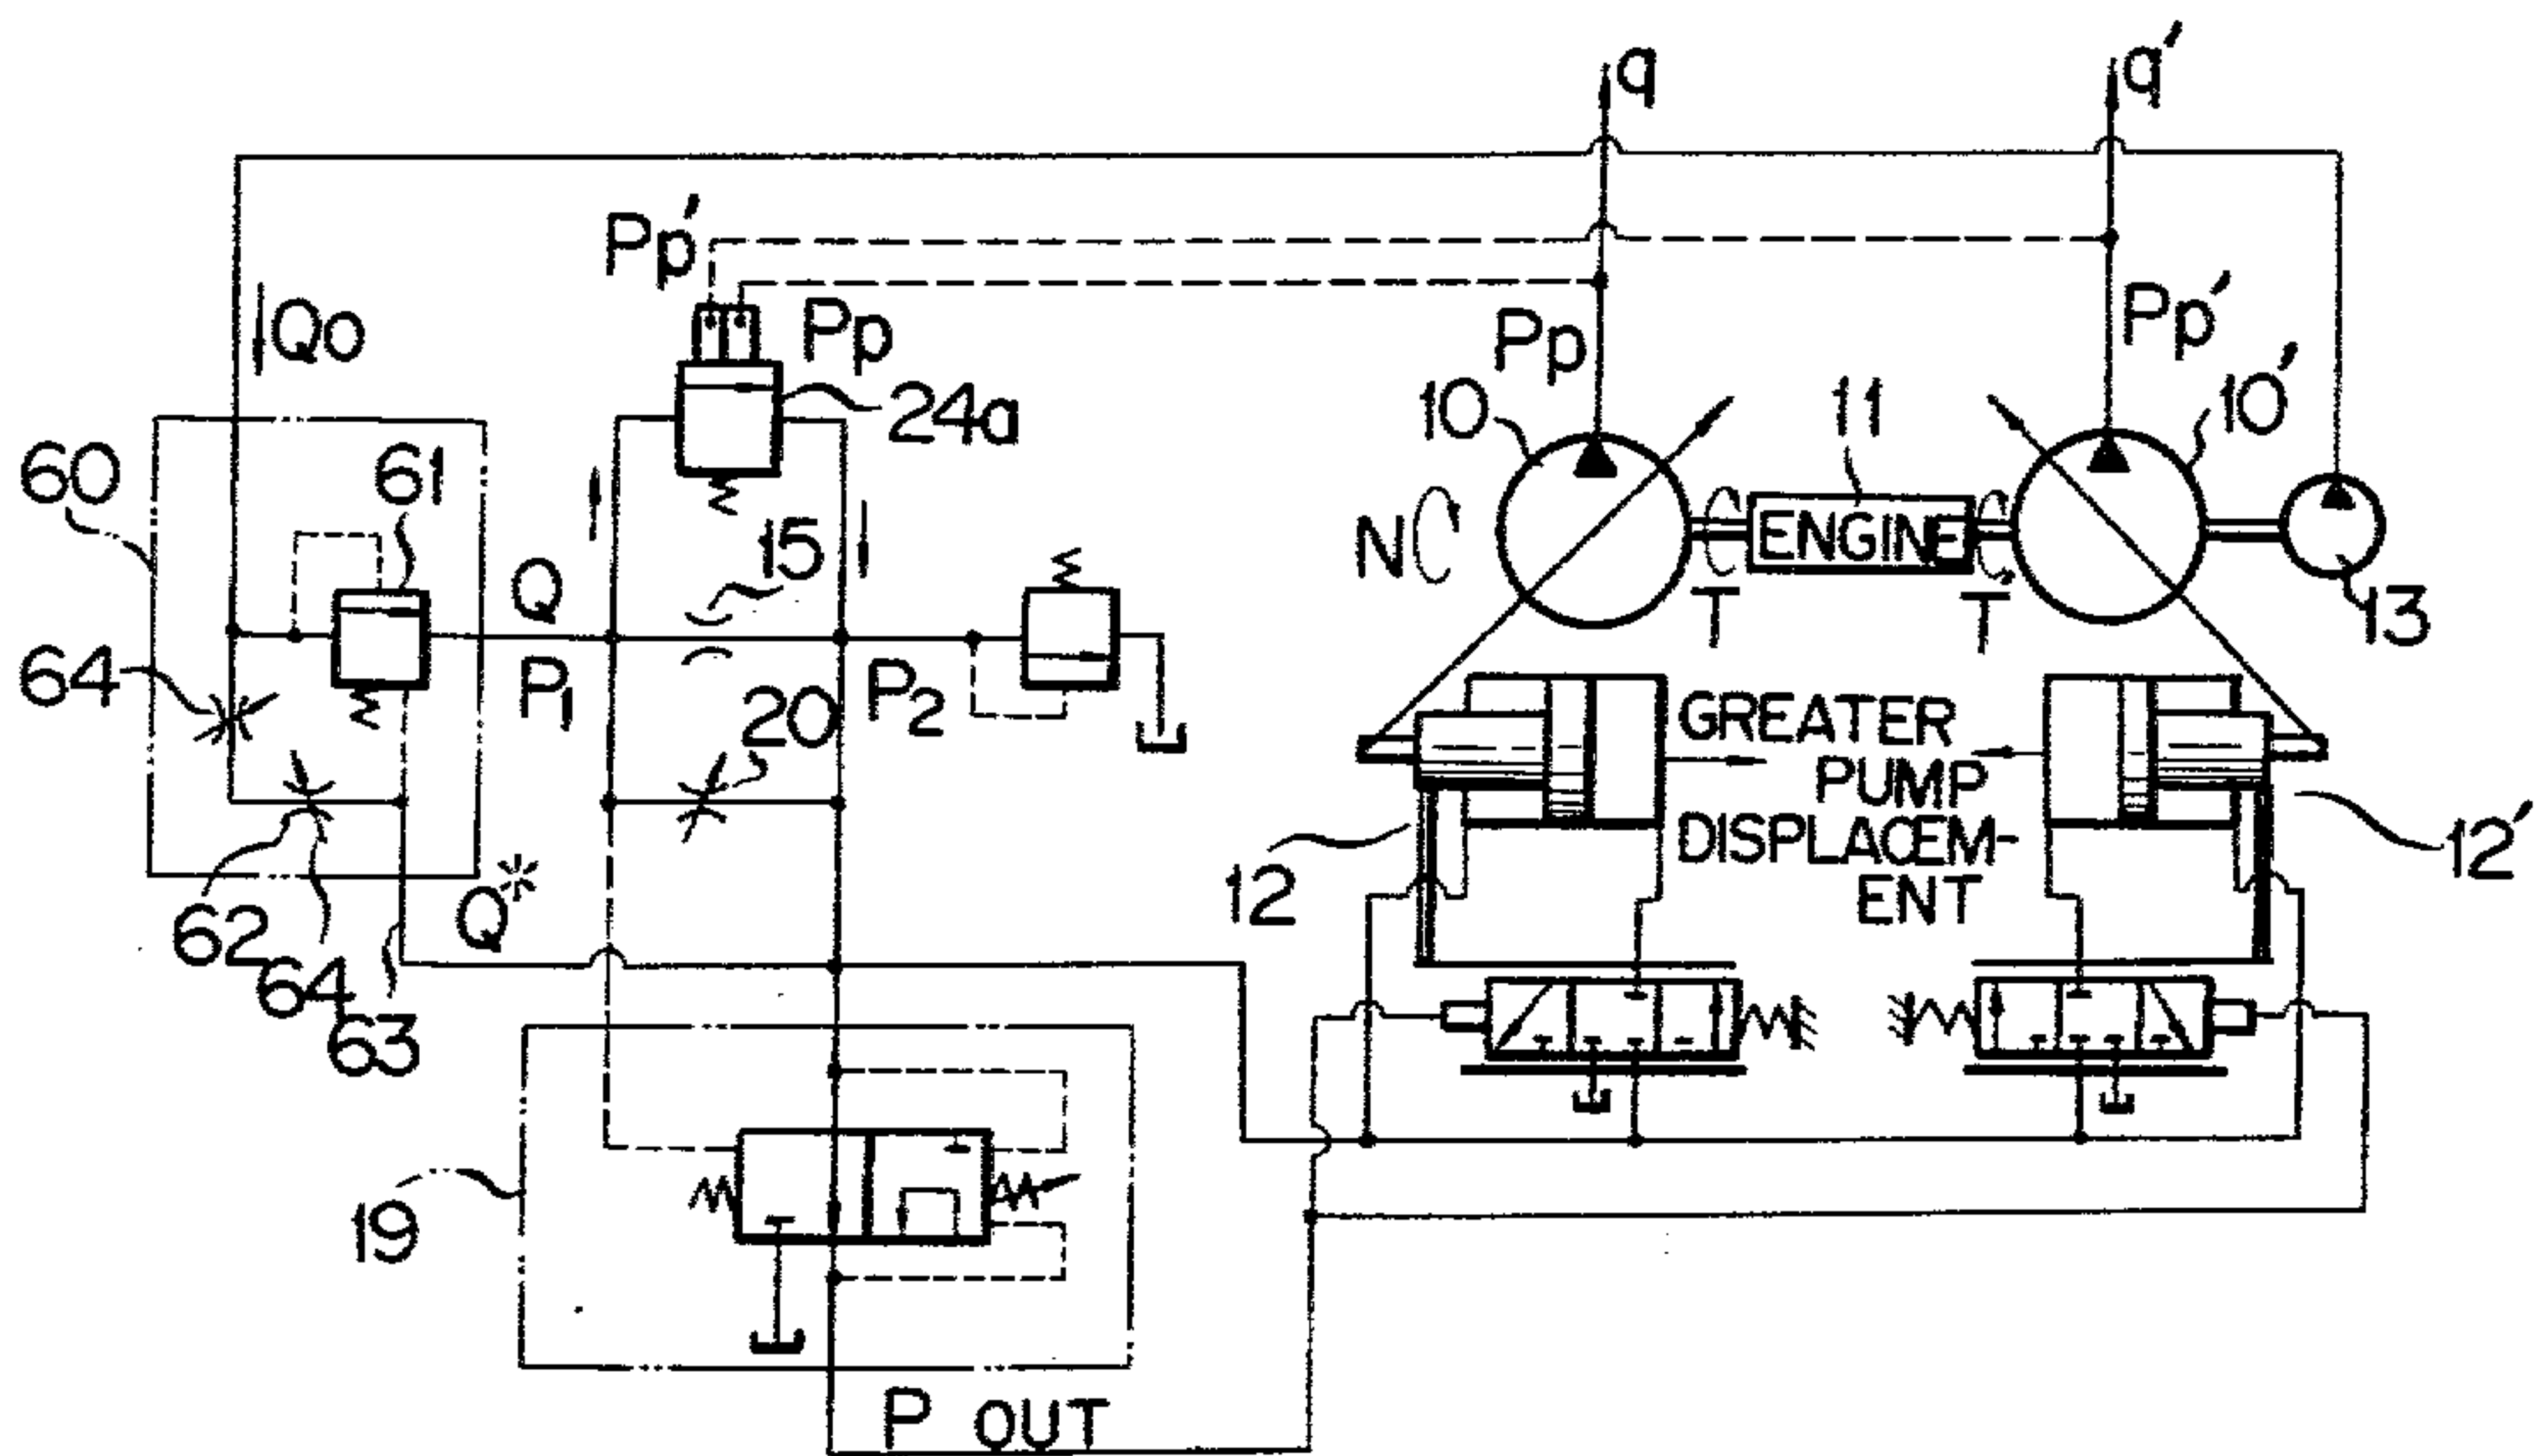 q
q'
Pp'
Qo
Pp
Pp
Pp'
24a
10
11
10'
60
61
15
N
ENGINE
Q
T
T
13
64
P1
20
P2
GREATER
PUMP
DISPLACEM-
ENT
12
12'
62
64
63
Q*
19
P OUT